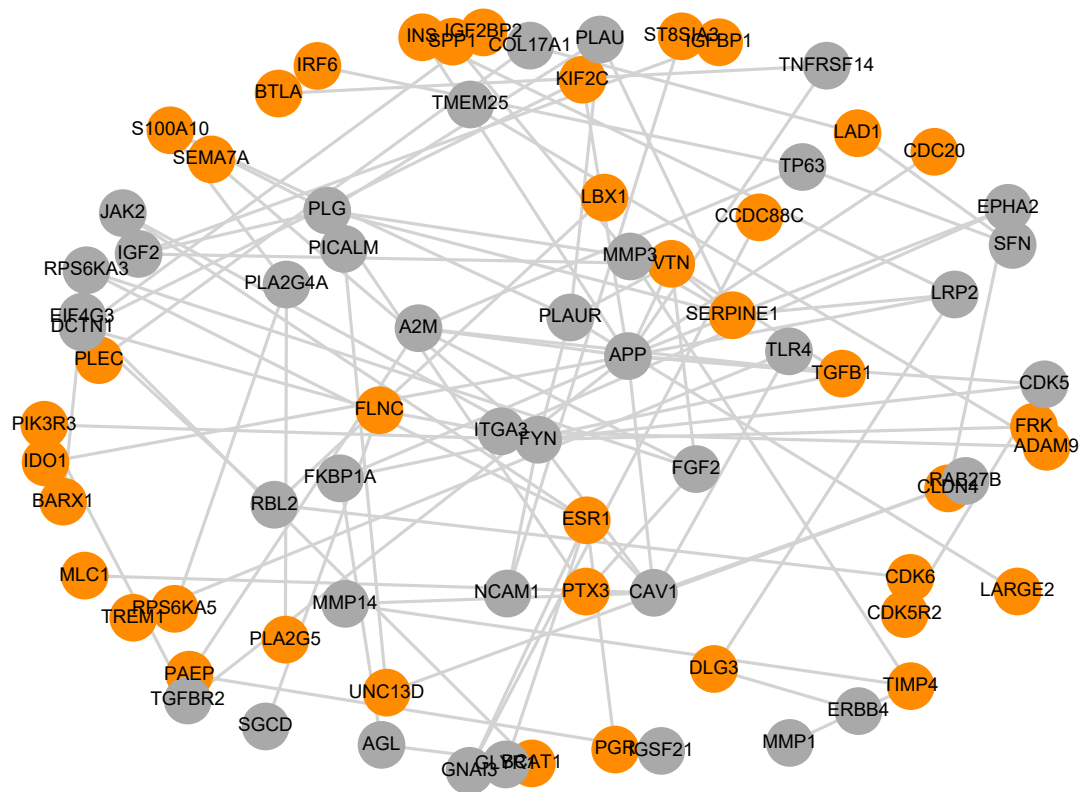 IGF2BP2
INS
SPP1
COL17A1
PLAU
ST8SIA3
IGFBP1
IRF6
TNFRSF14
BTLA
KIF2C
TMEM25
S100A10
LAD1
SEMA7A
CDC20
TP63
LBX1
JAK2
PLG
CCDC88C
EPHA2
PICALM
SFN
IGF2
MMP3
VTN
RPS6KA3
PLA2G4A
LRP2
EIF4G3
DCTN1
PLAUR
SERPINE1
A2M
PLEC
APP
TLR4
TGFB1
CDK5
FLNC
PIK3R3
ITGA3
FYN
FRK
ADAM9
IDO1
FKBP1A
FGF2
RAB27B
CLDN4
BARX1
RBL2
ESR1
MLC1
CDK6
NCAM1
PTX3
CAV1
LARGE2
MMP14
RPS6KA5
TREM1
CDK5R2
PLA2G5
PAEP
DLG3
TIMP4
TGFBR2
UNC13D
ERBB4
SGCD
MMP1
AGL
PGR
IGSF21
GNAI3
GLYR1
BCAT1